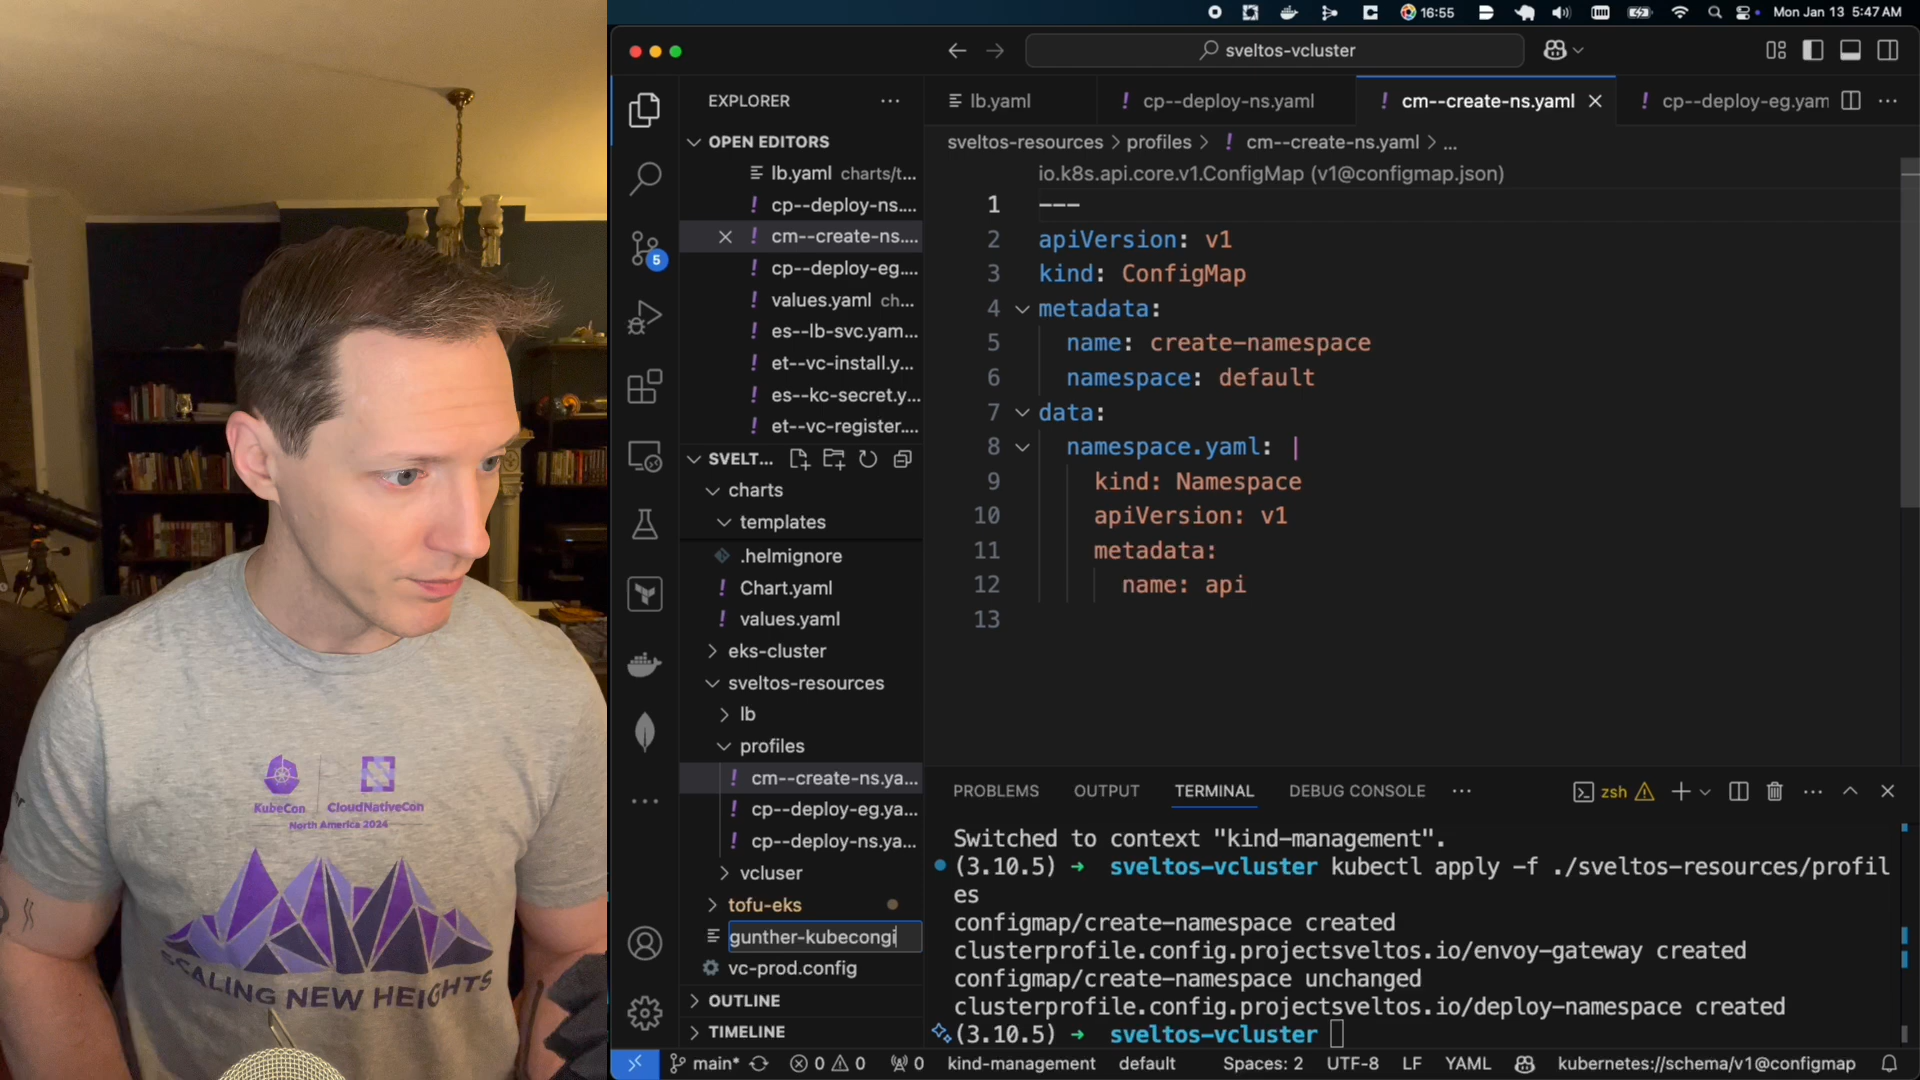 16:55
Mon Jan 13 5:47 AM
sveltos-vcluster
EXPLORER
lb.yaml
cp--deploy-ns.yaml
cm--create-ns.yaml
cp--deploy-eg.yam
OPEN EDITORS
lb.yaml charts/t...
cp--deploy-ns....
cm--create-ns....
cp--deploy-eg....
values.yaml ch...
es--lb-svc.yam...
et--vc-install.y...
es--kc-secret.y...
et--vc-register....
5
SVELT...
charts
templates
.helmignore
Chart.yaml
values.yaml
eks-cluster
sveltos-resources
lb
profiles
cm--create-ns.ya...
cp--deploy-eg.ya...
cp--deploy-ns.ya...
vcluser
tofu-eks
gunther-kubecongi
vc-prod.config
OUTLINE
TIMELINE
sveltos-resources > profiles > ! cm--create-ns.yaml > ...
io.k8s.api.core.v1.ConfigMap (v1@configmap.json)
1 ---
2 apiVersion: v1
3 kind: ConfigMap
4 metadata:
5 name: create-namespace
6 namespace: default
7 data:
8 namespace.yaml: |
9 kind: Namespace
10 apiVersion: v1
11 metadata:
12 name: api
13
PROBLEMS OUTPUT TERMINAL DEBUG CONSOLE ...
zsh
Switched to context "kind-management".
(3.10.5) ➜ sveltos-vcluster kubectl apply -f ./sveltos-resources/profil
es
configmap/create-namespace created
clusterprofile.config.projectsveltos.io/envoy-gateway created
configmap/create-namespace unchanged
clusterprofile.config.projectsveltos.io/deploy-namespace created
(3.10.5) ➜ sveltos-vcluster
main* 0 0 0 kind-management default Spaces: 2 UTF-8 LF YAML kubernetes://schema/v1@configmap
KubeCon CloudNativeCon
North America 2024
SCALING NEW HEIGHTS